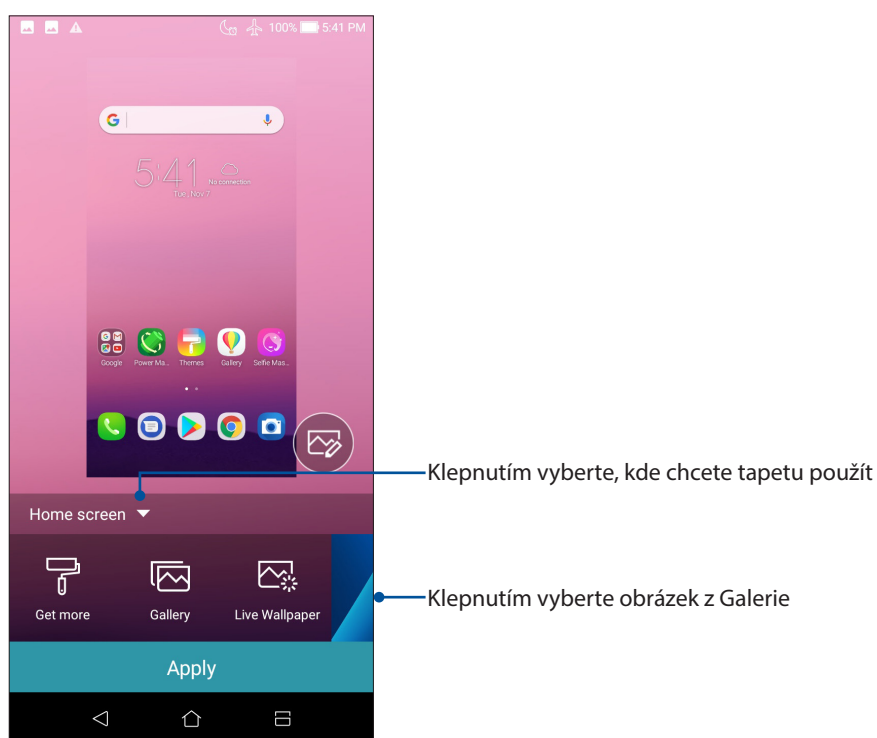 100% 5:41 PM
G
5:41
No connection
Tue, Nov 7
Google Power Ma... Themes Gallery Selfie Mas...
Klepnutím vyberte, kde chcete tapetu použít
Home screen
Klepnutím vyberte obrázek z Galerie
Get more Gallery Live Wallpaper
Apply